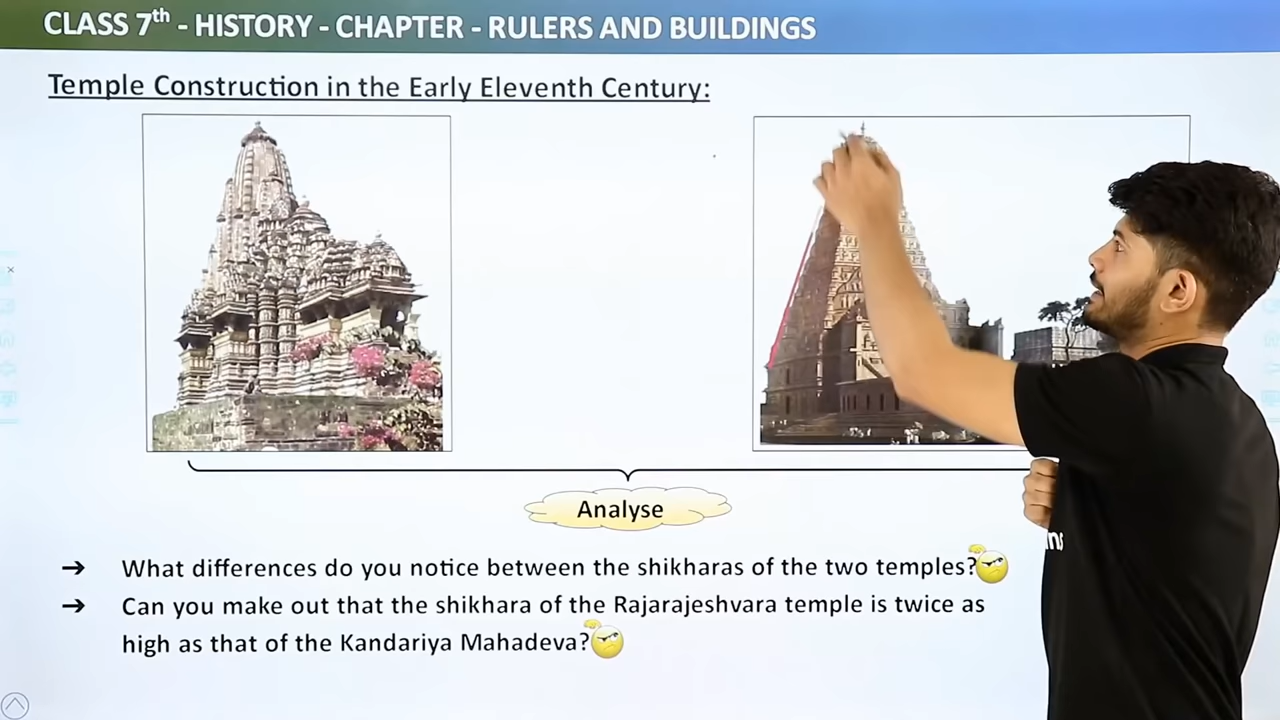 CLASS 7th - HISTORY - CHAPTER - RULERS AND BUILDINGS
Temple Construction in the Early Eleventh Century:
Analyse
➔ What differences do you notice between the shikharas of the two temples?
➔ Can you make out that the shikhara of the Rajarajeshvara temple is twice as
high as that of the Kandariya Mahadeva?